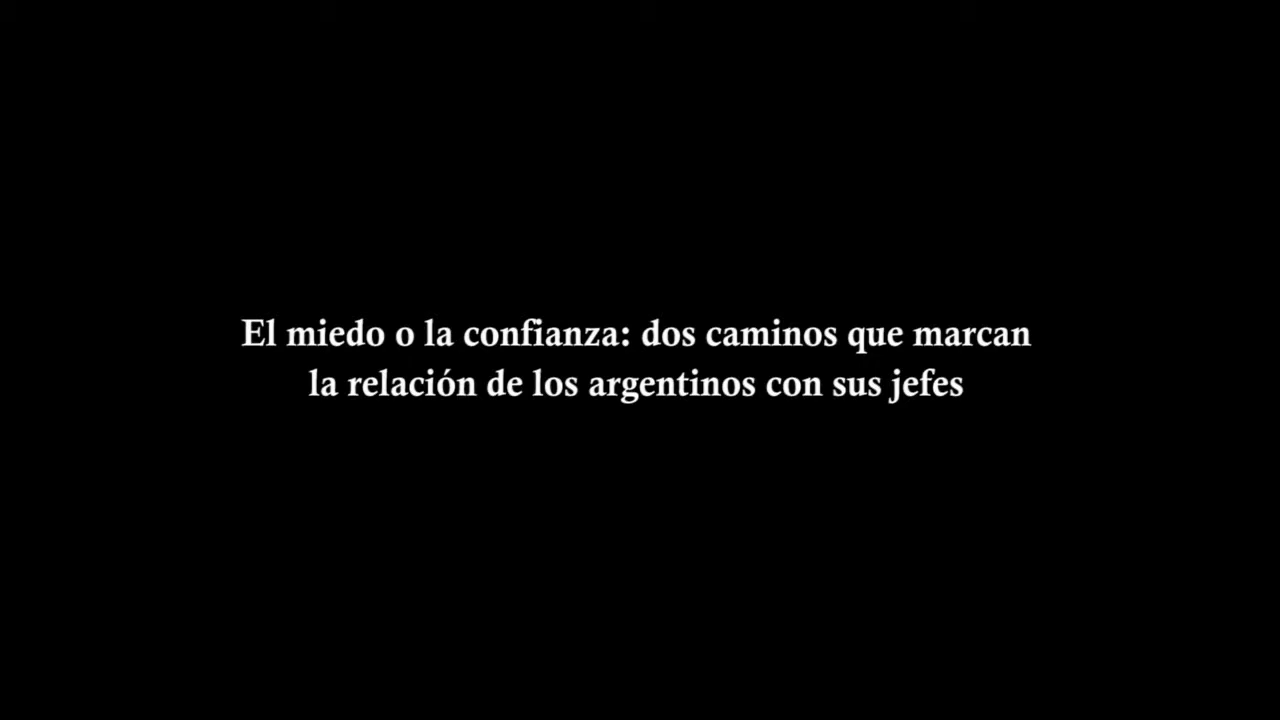 El miedo o la confianza: dos caminos que marcan
la relación de los argentinos con sus jefes